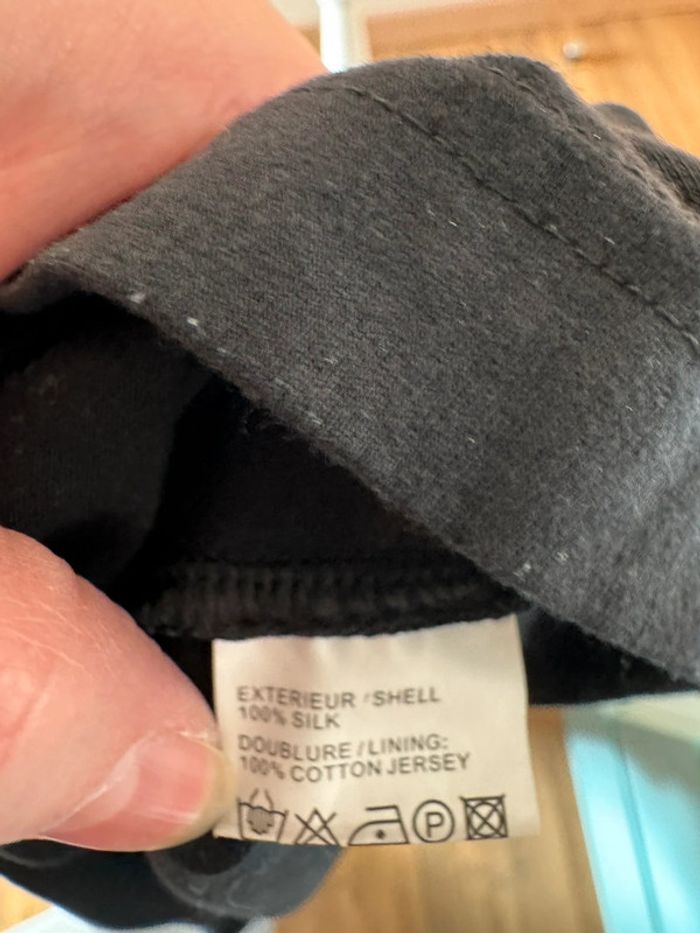 EXTERIEUR /SHELL
100% SILK
DOUBLURE/LINING:
100% COTTON JERSEY
P